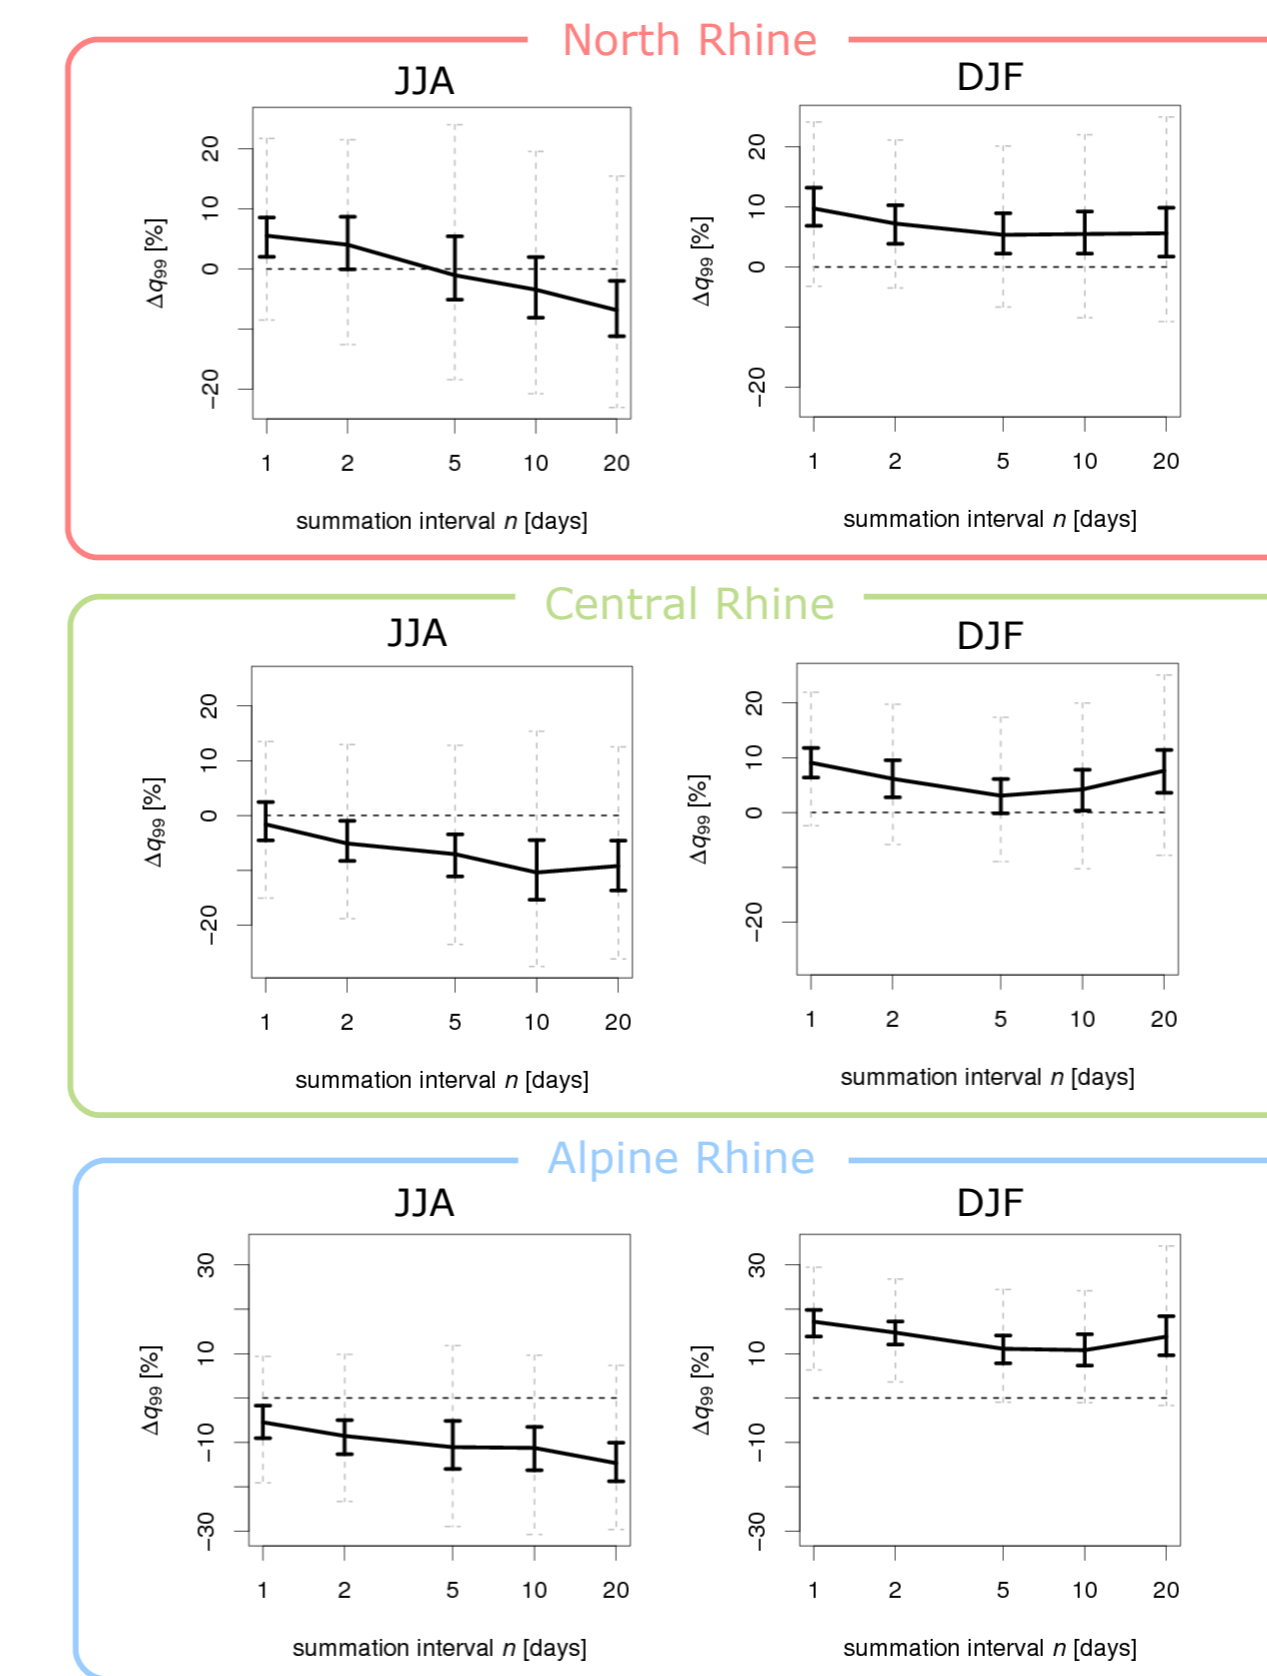 North Rhine
JJA
DJF
Δq99 [%]
20
10
0
−20
1 2 5 10 20
summation interval n [days]
Δq99 [%]
20
10
0
−20
1 2 5 10 20
summation interval n [days]
Central Rhine
JJA
DJF
Δq99 [%]
20
10
0
−20
1 2 5 10 20
summation interval n [days]
Δq99 [%]
20
10
0
−20
1 2 5 10 20
summation interval n [days]
Alpine Rhine
JJA
DJF
Δq99 [%]
30
10
−10
−30
1 2 5 10 20
summation interval n [days]
Δq99 [%]
30
10
−10
−30
1 2 5 10 20
summation interval n [days]